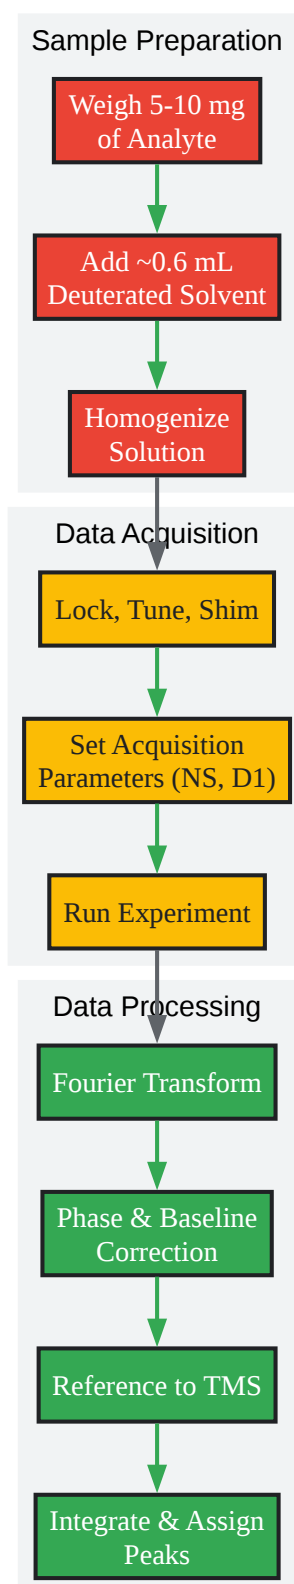 Sample Preparation
Weigh 5-10 mg
of Analyte
Add ~0.6 mL
Deuterated Solvent
Homogenize
Solution
Data Acquisition
Lock, Tune, Shim
Set Acquisition
Parameters (NS, D1)
Run Experiment
Data Processing
Fourier Transform
Phase & Baseline
Correction
Reference to TMS
Integrate & Assign
Peaks